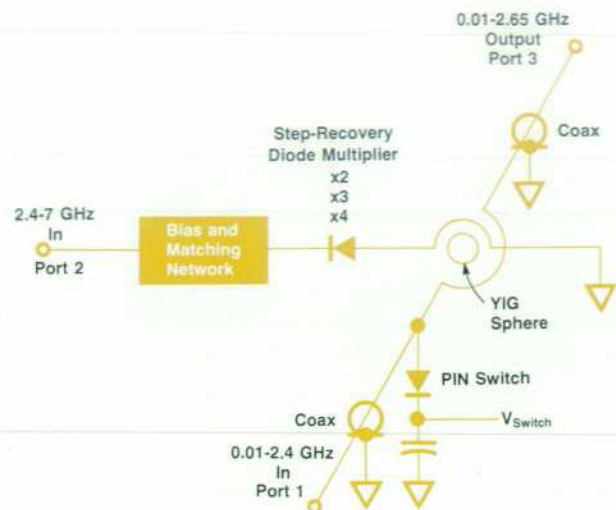 0.01-2.65 GHz
Output
Port 3
Coax
Step-Recovery
Diode Multiplier
x2
x3
x4
2.4-7 GHz
In
Port 2
Bias and
Matching
Network
YIG
Sphere
PIN Switch
VSwitch
Coax
0.01-2.4 GHz
In
Port 1